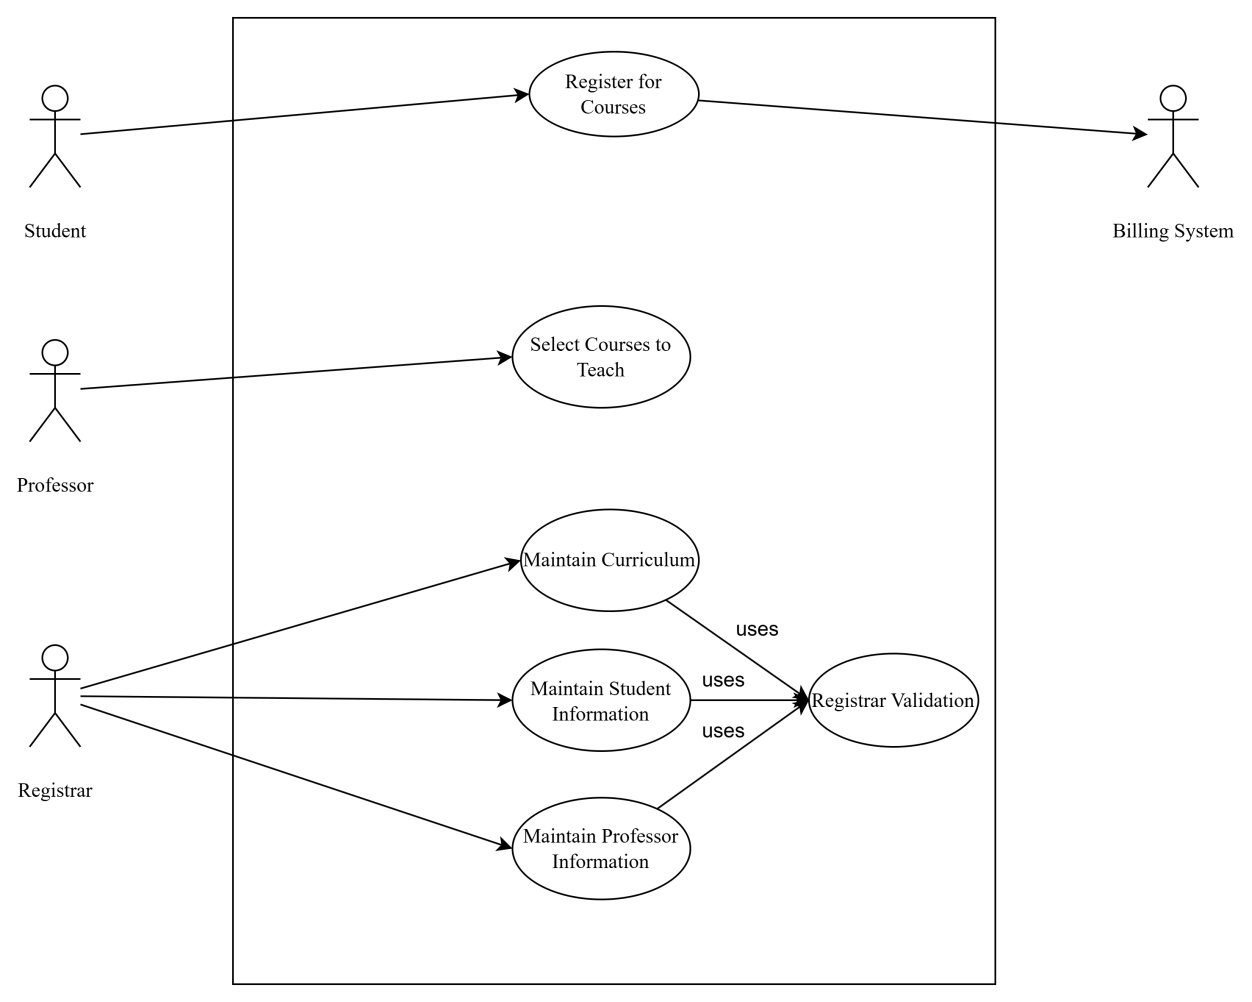 Register for
Courses
Student
Billing System
Select Courses to
Teach
Professor
Maintain Curriculum
uses
Maintain Student
Information
uses
Registrar Validation
uses
Registrar
Maintain Professor
Information